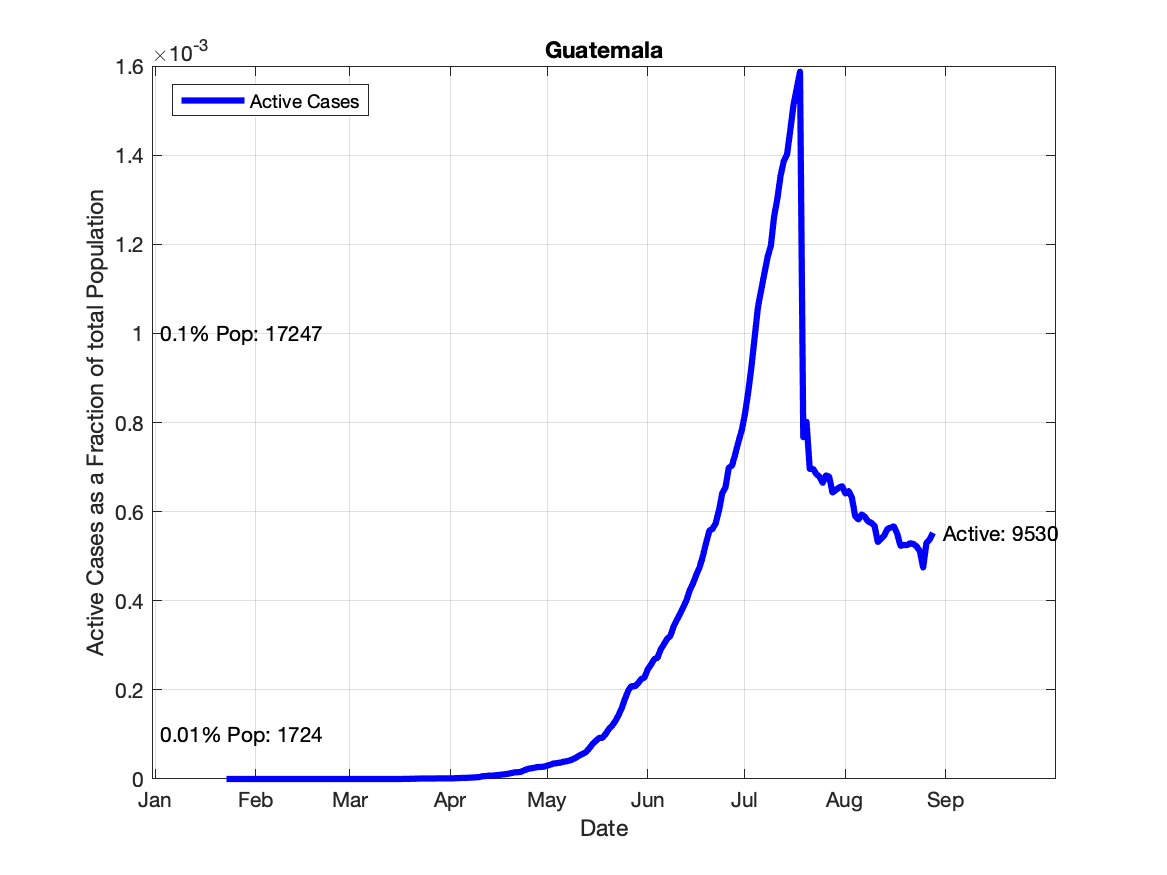 Guatemala
×10-3
Active Cases
1.6
1.4
1.2
1
0.8
0.6
0.4
0.2
0
0.1% Pop: 17247
0.01% Pop: 1724
Active: 9530
Active Cases as a Fraction of total Population
Jan Feb Mar Apr May Jun Jul Aug Sep
Date